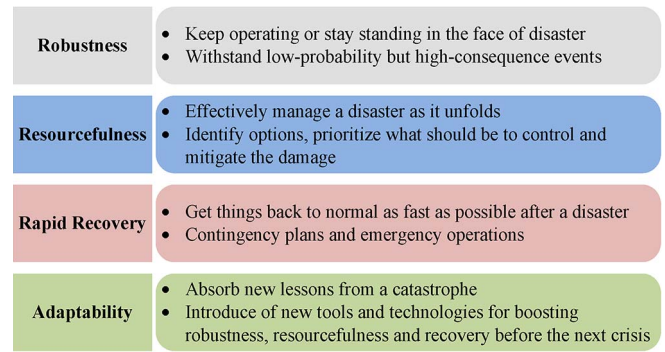 Robustness
• Keep operating or stay standing in the face of disaster
• Withstand low-probability but high-consequence events
Resourcefulness
• Effectively manage a disaster as it unfolds
• Identify options, prioritize what should be to control and
mitigate the damage
Rapid Recovery
• Get things back to normal as fast as possible after a disaster
• Contingency plans and emergency operations
Adaptability
• Absorb new lessons from a catastrophe
• Introduce of new tools and technologies for boosting
robustness, resourcefulness and recovery before the next crisis